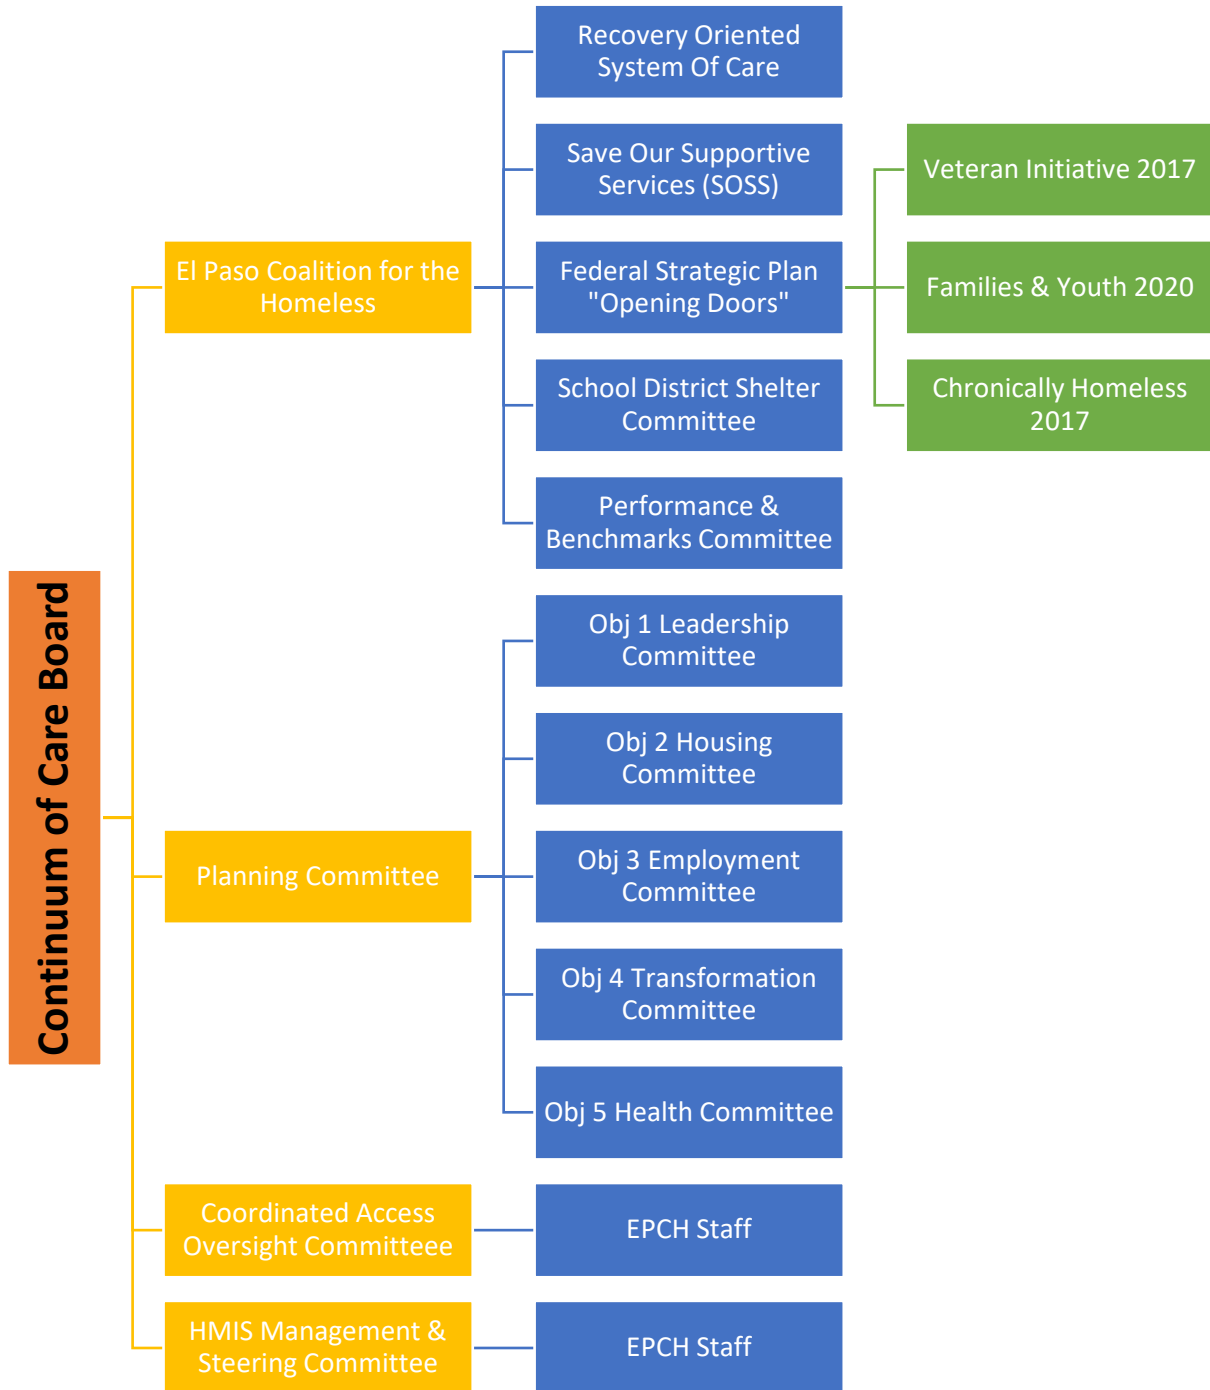 Continuum of Care Board
El Paso Coalition for the
Homeless
Recovery Oriented
System Of Care
Save Our Supportive
Services (SOSS)
Federal Strategic Plan
"Opening Doors"
Veteran Initiative 2017
Families & Youth 2020
Chronically Homeless
2017
School District Shelter
Committee
Performance &
Benchmarks Committee
Planning Committee
Obj 1 Leadership
Committee
Obj 2 Housing
Committee
Obj 3 Employment
Committee
Obj 4 Transformation
Committee
Obj 5 Health Committee
Coordinated Access
Oversight Committeee
EPCH Staff
HMIS Management &
Steering Committee
EPCH Staff